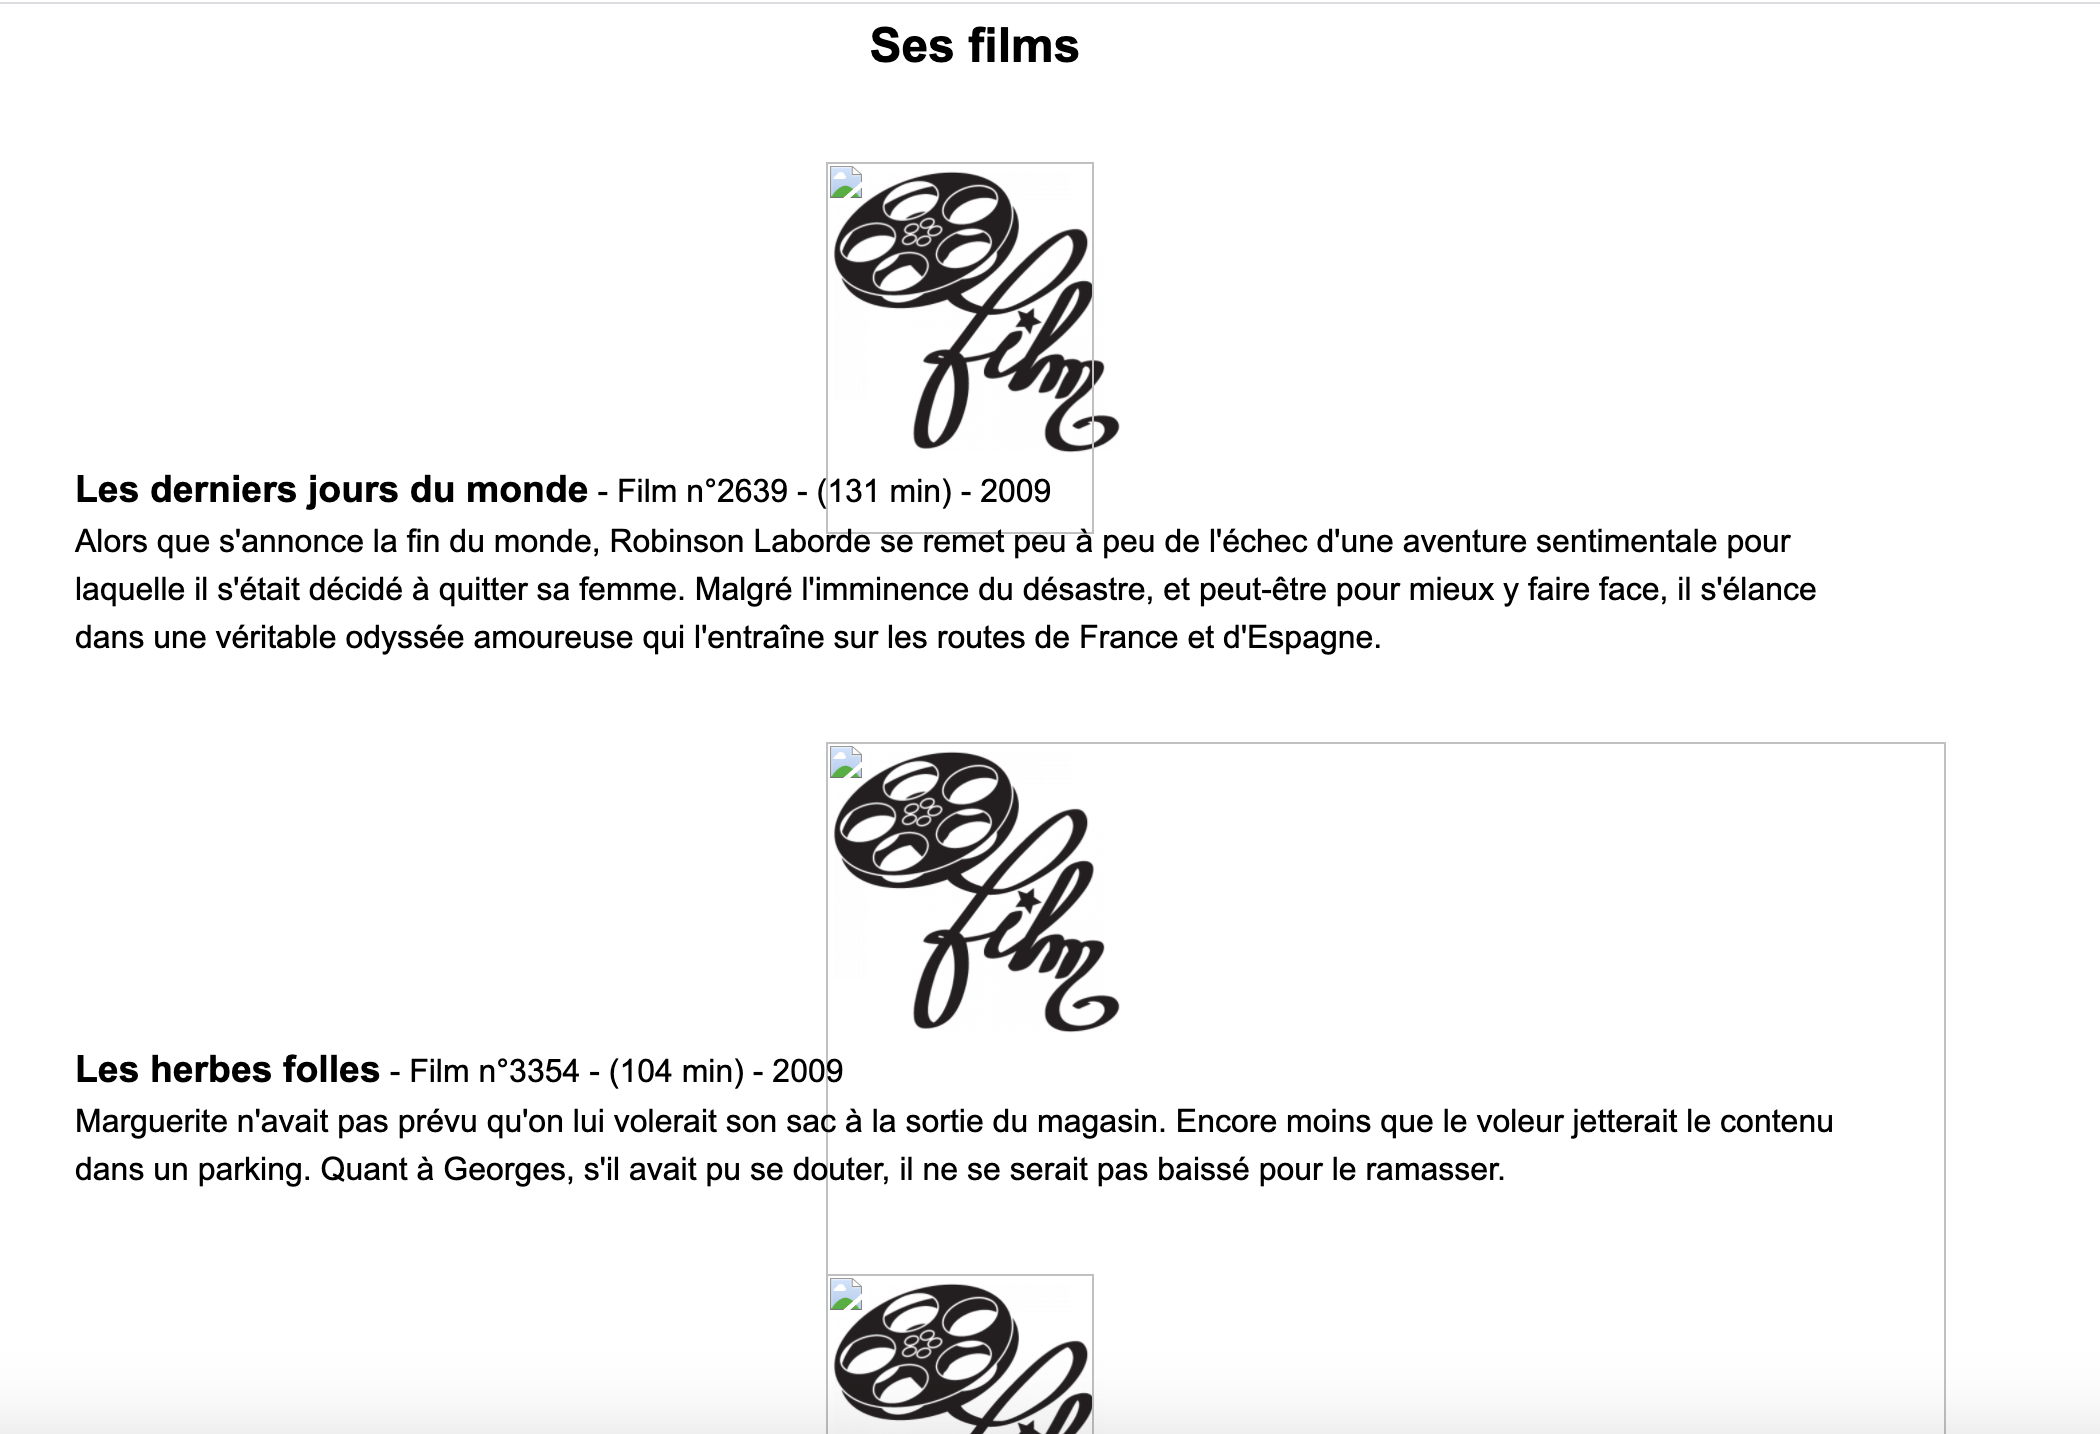 Ses films
film
Les derniers jours du monde - Film n°2639 - (131 min) - 2009
Alors que s'annonce la fin du monde, Robinson Laborde se remet peu à peu de l'échec d'une aventure sentimentale pour
laquelle il s'était décidé à quitter sa femme. Malgré l'imminence du désastre, et peut-être pour mieux y faire face, il s'élance
dans une véritable odyssée amoureuse qui l'entraîne sur les routes de France et d'Espagne.
film
Les herbes folles - Film n°3354 - (104 min) - 2009
Marguerite n'avait pas prévu qu'on lui volerait son sac à la sortie du magasin. Encore moins que le voleur jetterait le contenu
dans un parking. Quant à Georges, s'il avait pu se douter, il ne se serait pas baissé pour le ramasser.